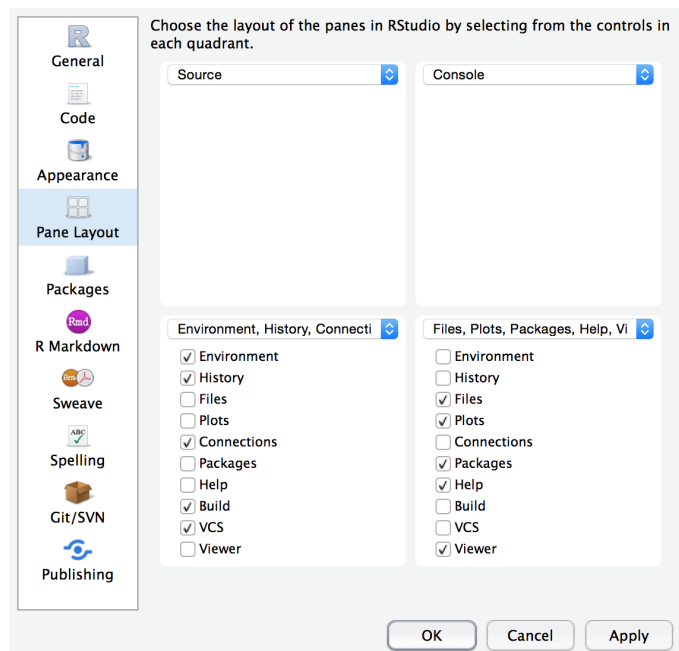 Choose the layout of the panes in RStudio by selecting from the controls in
each quadrant.
R
General
Code
Appearance
Pane Layout
Packages
Rmd
R Markdown
Rnw
Sweave
ABC
Spelling
Git/SVN
Publishing
Source
Console
Environment, History, Connecti
Environment
History
Files
Plots
Connections
Packages
Help
Build
VCS
Viewer
Files, Plots, Packages, Help, Vi
Environment
History
Files
Plots
Connections
Packages
Help
Build
VCS
Viewer
OK
Cancel
Apply